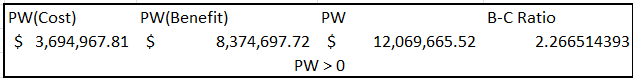 PW(Cost) PW(Benefit) PW B-C Ratio
$ 3,694,967.81 $ 8,374,697.72 $ 12,069,665.52 2.266514393
PW > 0